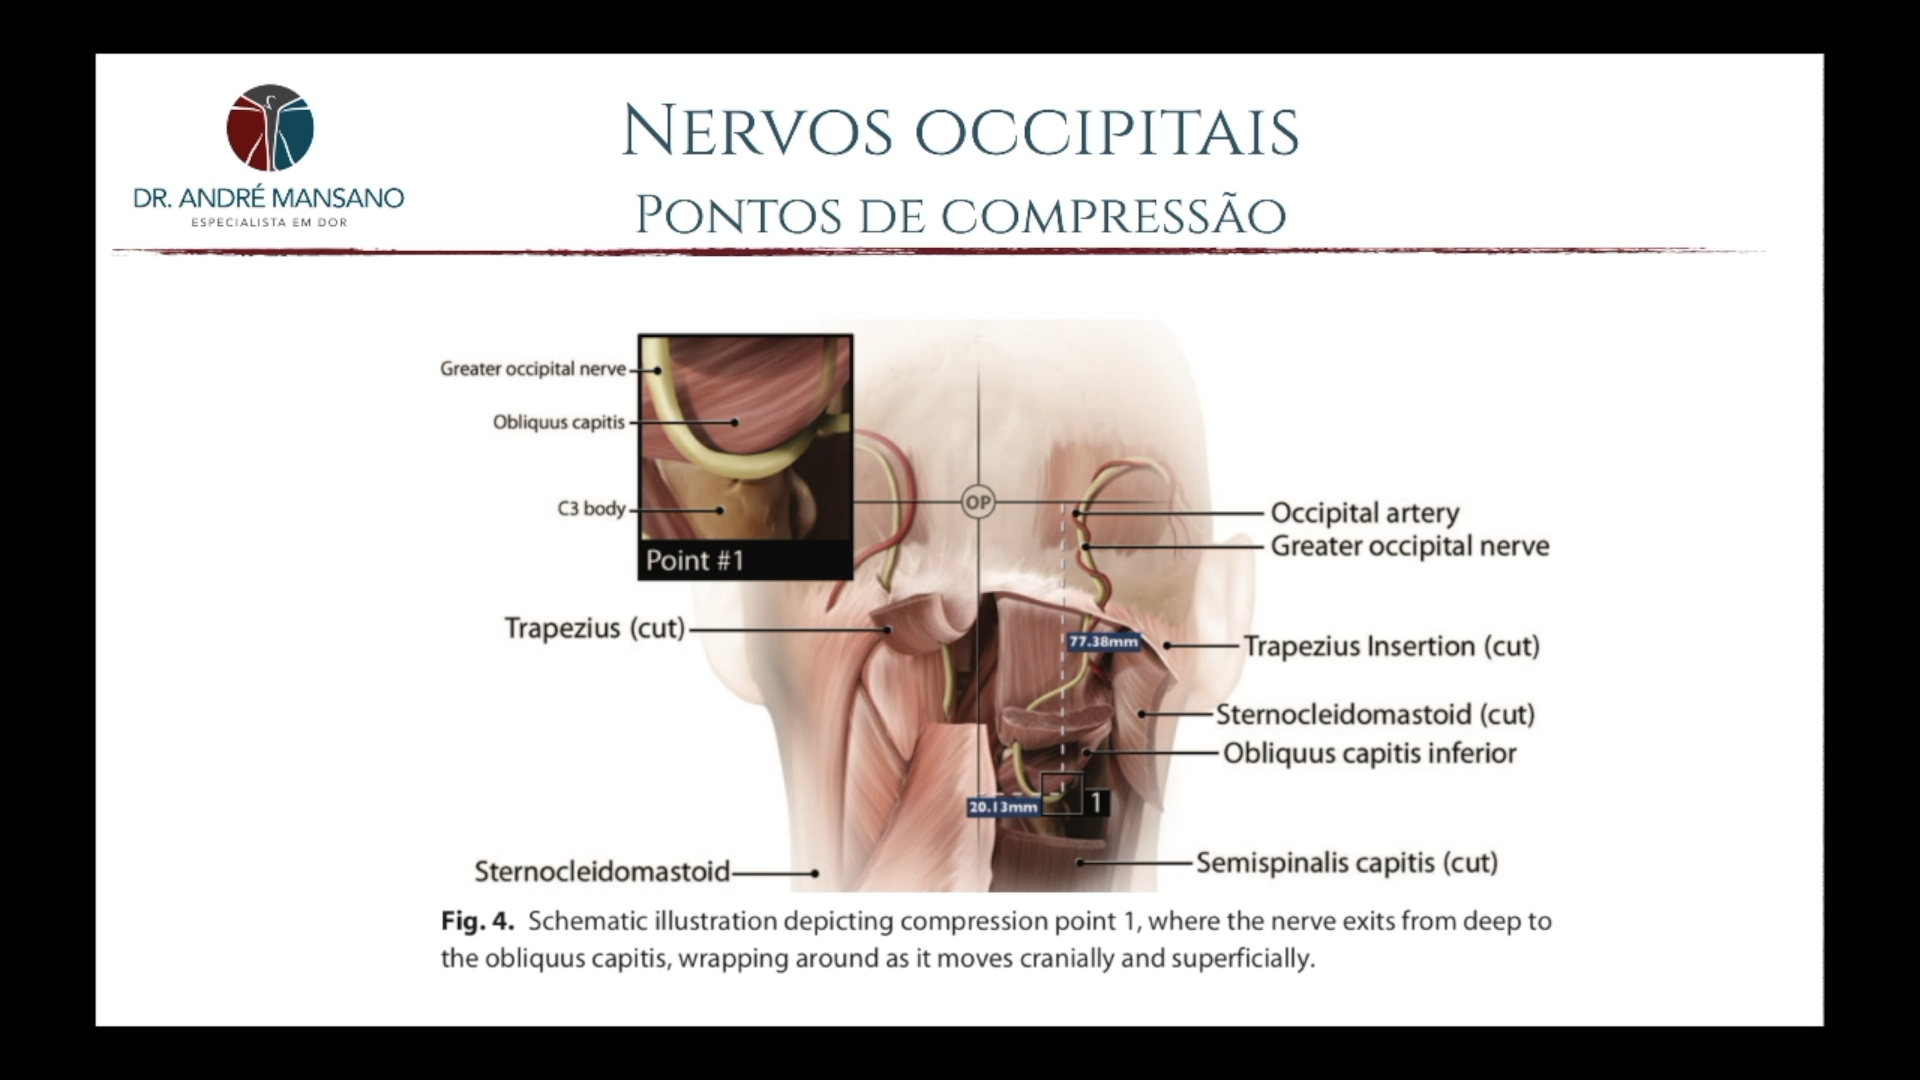 DR. ANDRÉ MANSANO
ESPECIALISTA EM DOR
NERVOS OCCIPITAIS
PONTOS DE COMPRESSÃO
Greater occipital nerve
Obliquus capitis
C3 body
Point #1
OP
Occipital artery
Greater occipital nerve
Trapezius (cut)
77.38mm
Trapezius Insertion (cut)
Sternocleidomastoid (cut)
Obliquus capitis inferior
20.13mm
1
Semispinalis capitis (cut)
Sternocleidomastoid
Fig. 4. Schematic illustration depicting compression point 1, where the nerve exits from deep to
the obliquus capitis, wrapping around as it moves cranially and superficially.